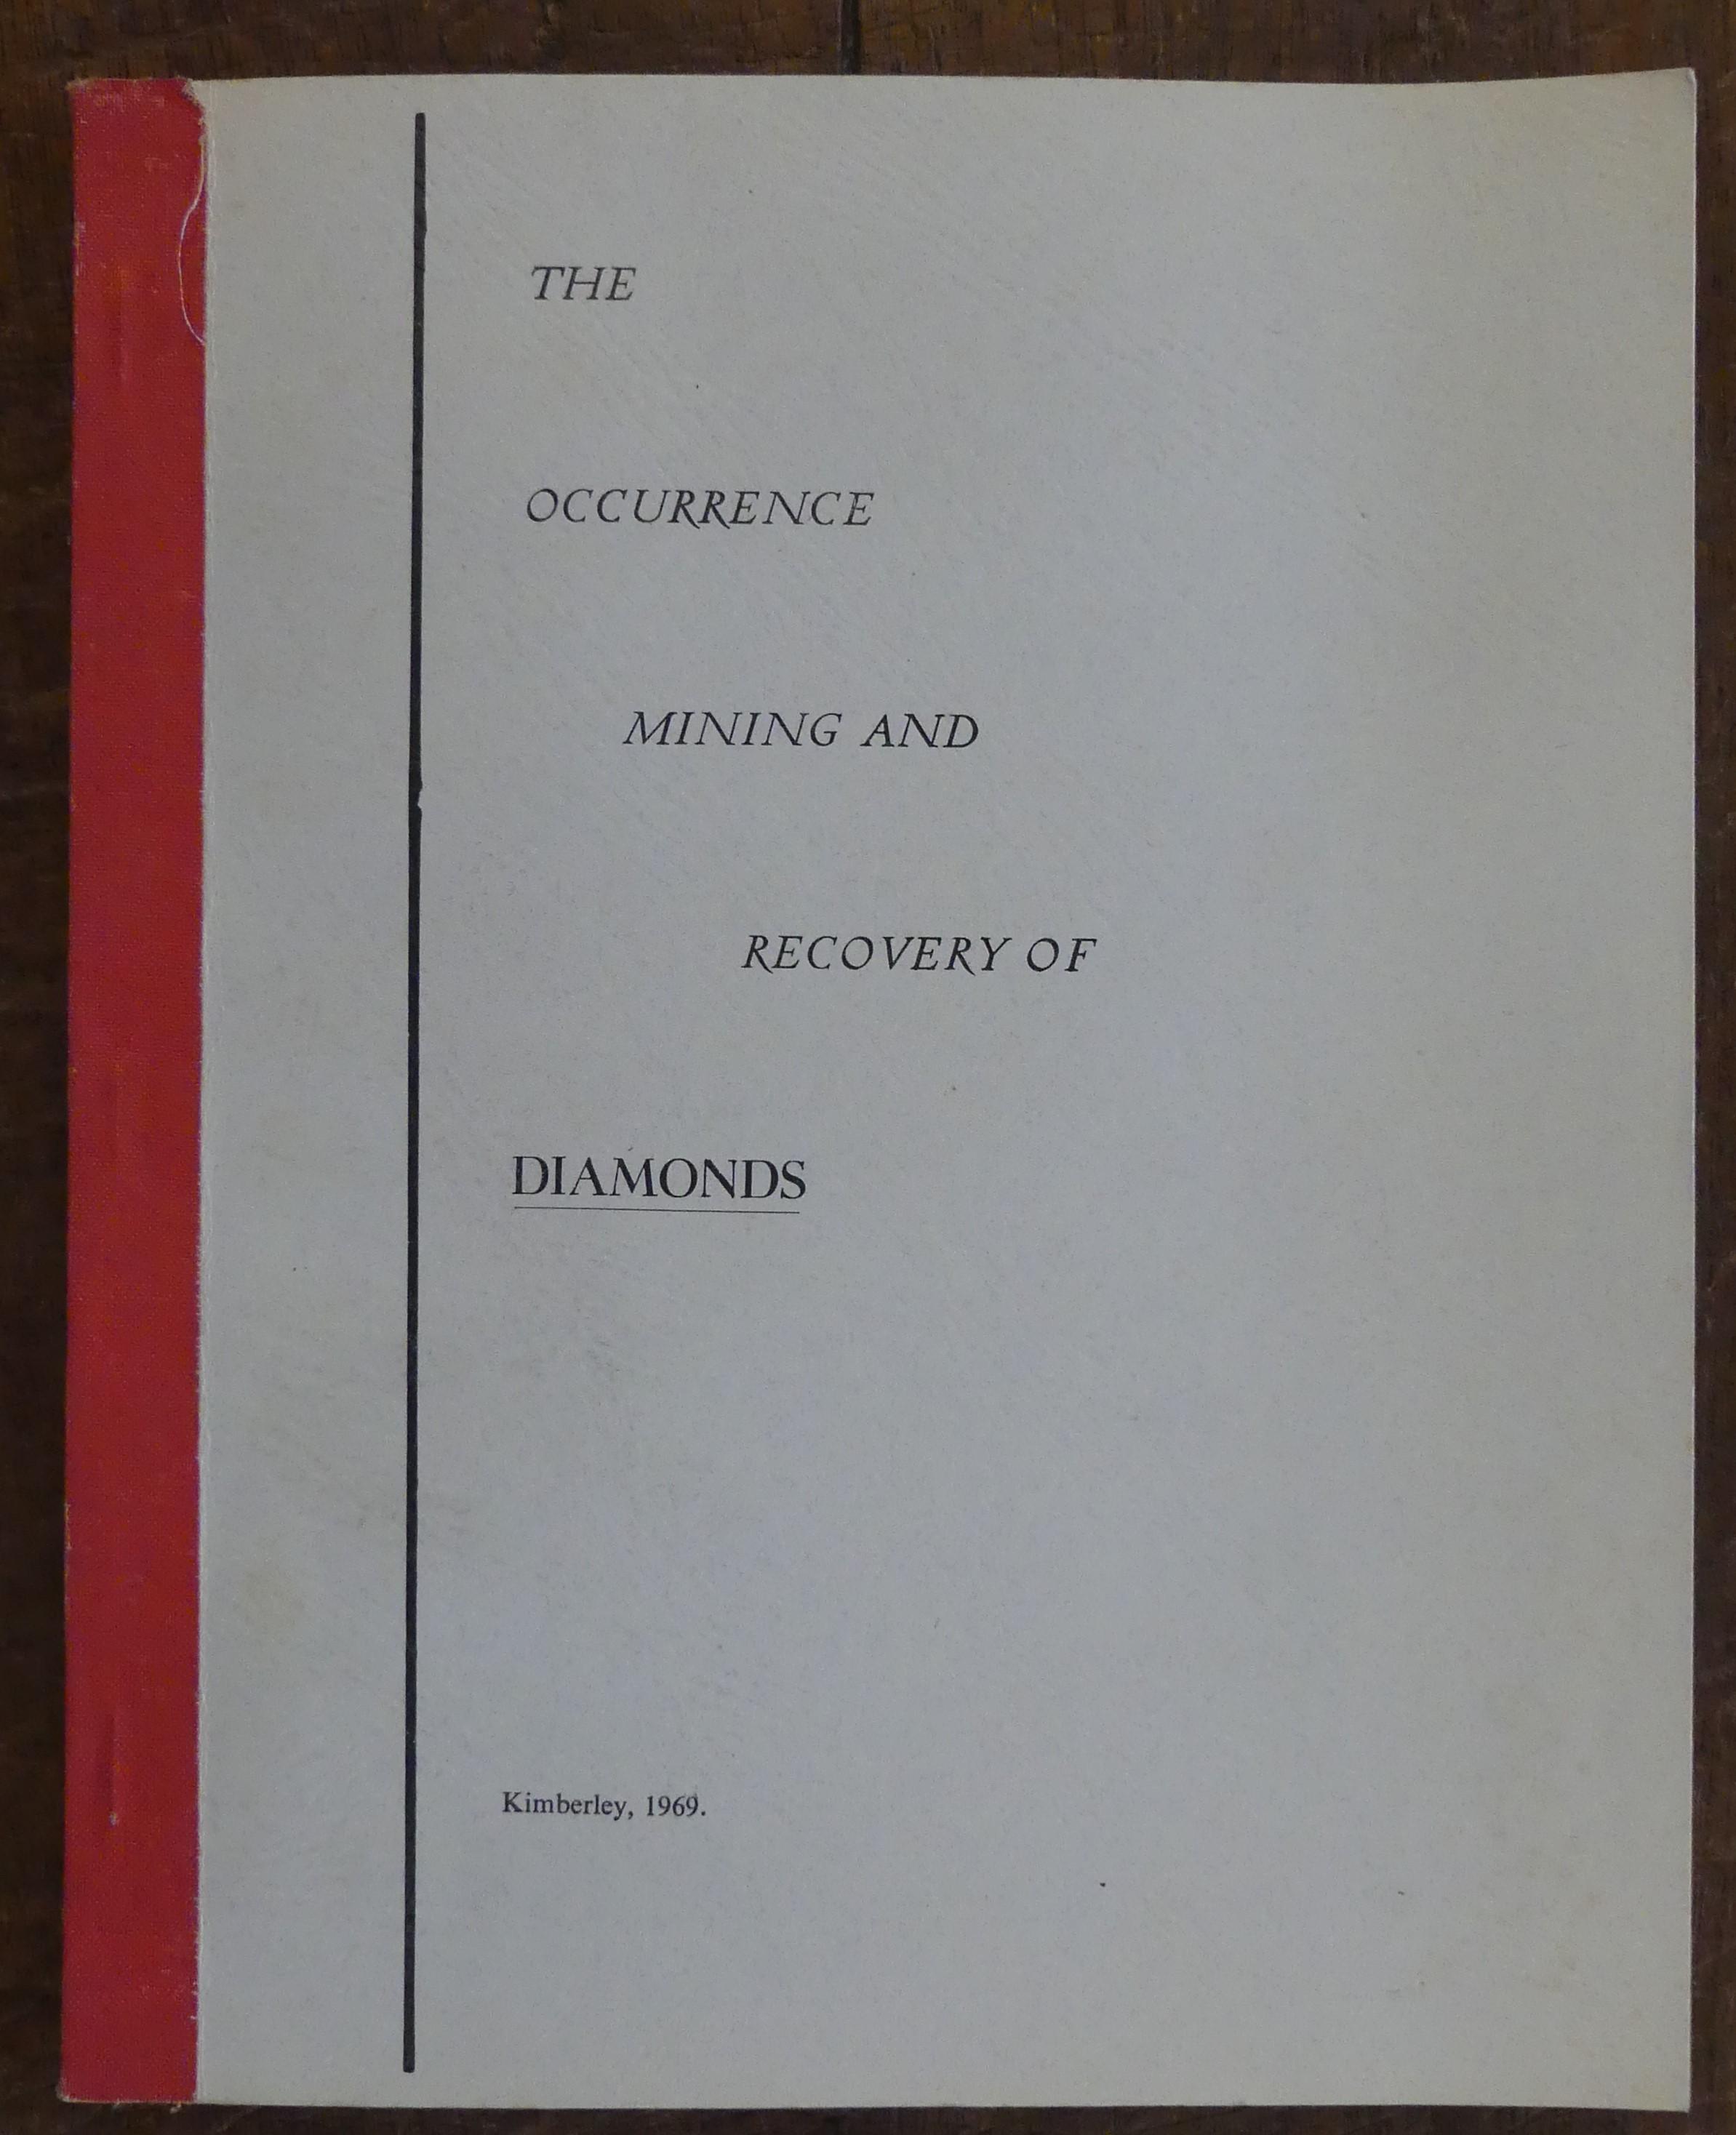 THE
OCCURRENCE
MINING AND
RECOVERY OF
DIAMONDS
Kimberley, 1969.